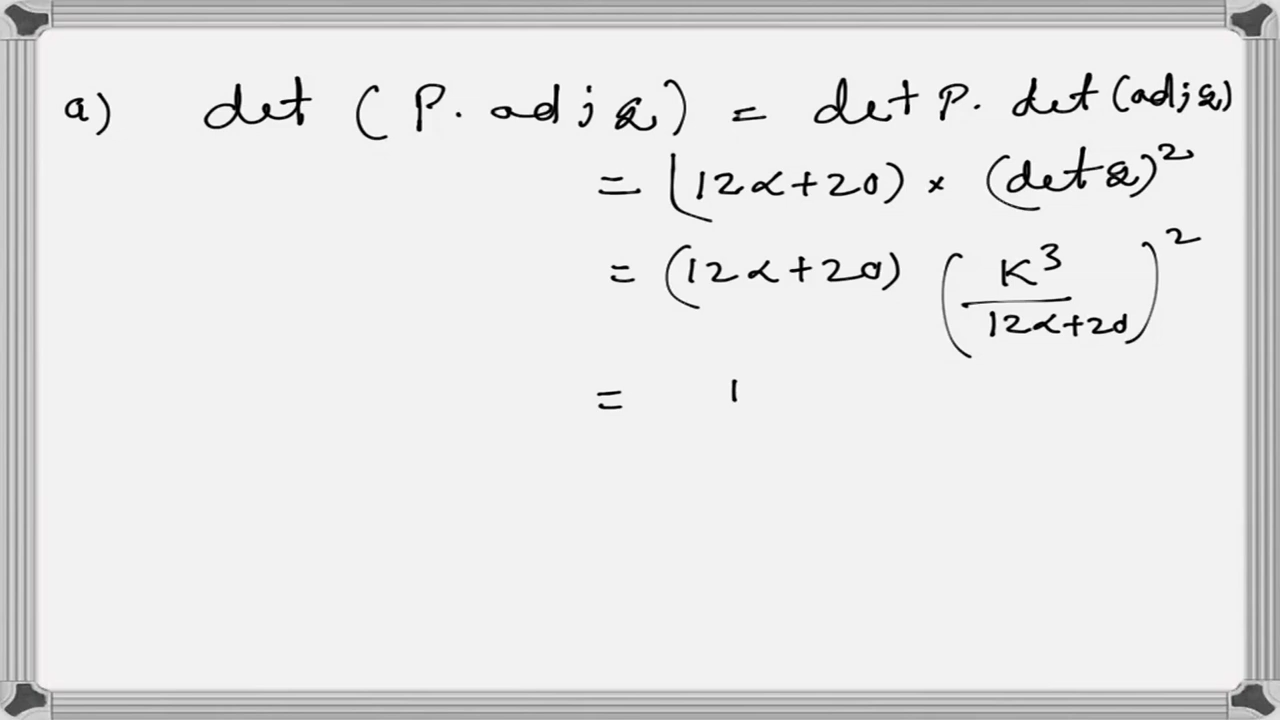 a) det (P. adj Q) = det P. det (adj Q)
= (12α+20) × (det Q)²
= (12α+20) (K³/12α+20)²
= 1